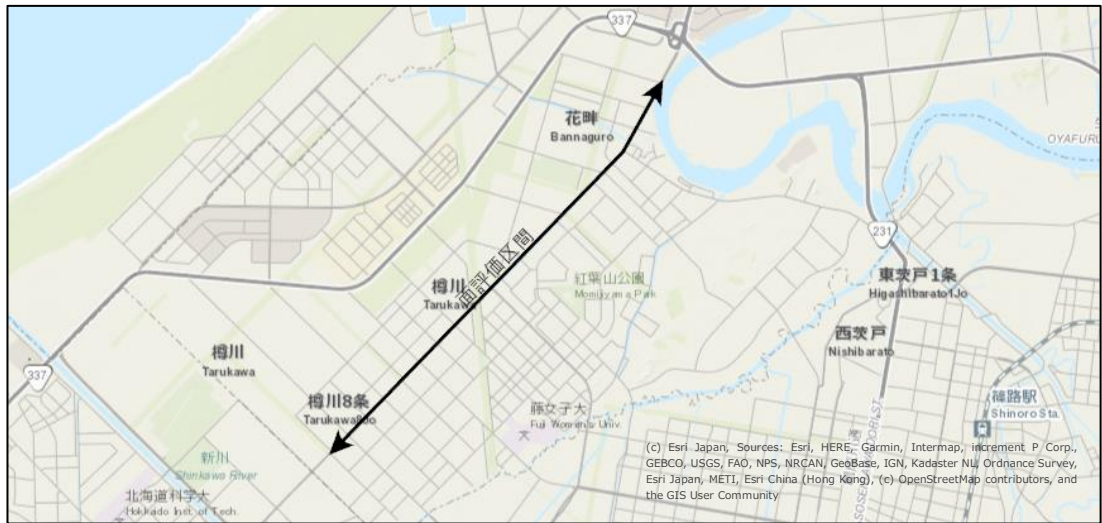 337
337
花畔
Bannaguro
OYAFURU
231
東茨戸1条
Higashibarato1Jo
面評価区間
樽川
Tarukawa
紅葉山公園
Momijiyama Park
西茨戸
Nishibarato
樽川
Tarukawa
337
樽川8条
Tarukawa8Jo
藤女子大
Fuji Women's Univ.
篠路駅
Shinoro Sta.
新川
Shinkawa River
北海道科学大
Hokkaido Inst. of Tech.
(c) Esri Japan, Sources: Esri, HERE, Garmin, Intermap, increment P Corp.,
GEBCO, USGS, FAO, NPS, NRCAN, GeoBase, IGN, Kadaster NL, Ordnance Survey,
Esri Japan, METI, Esri China (Hong Kong), (c) OpenStreetMap contributors, and
the GIS User Community